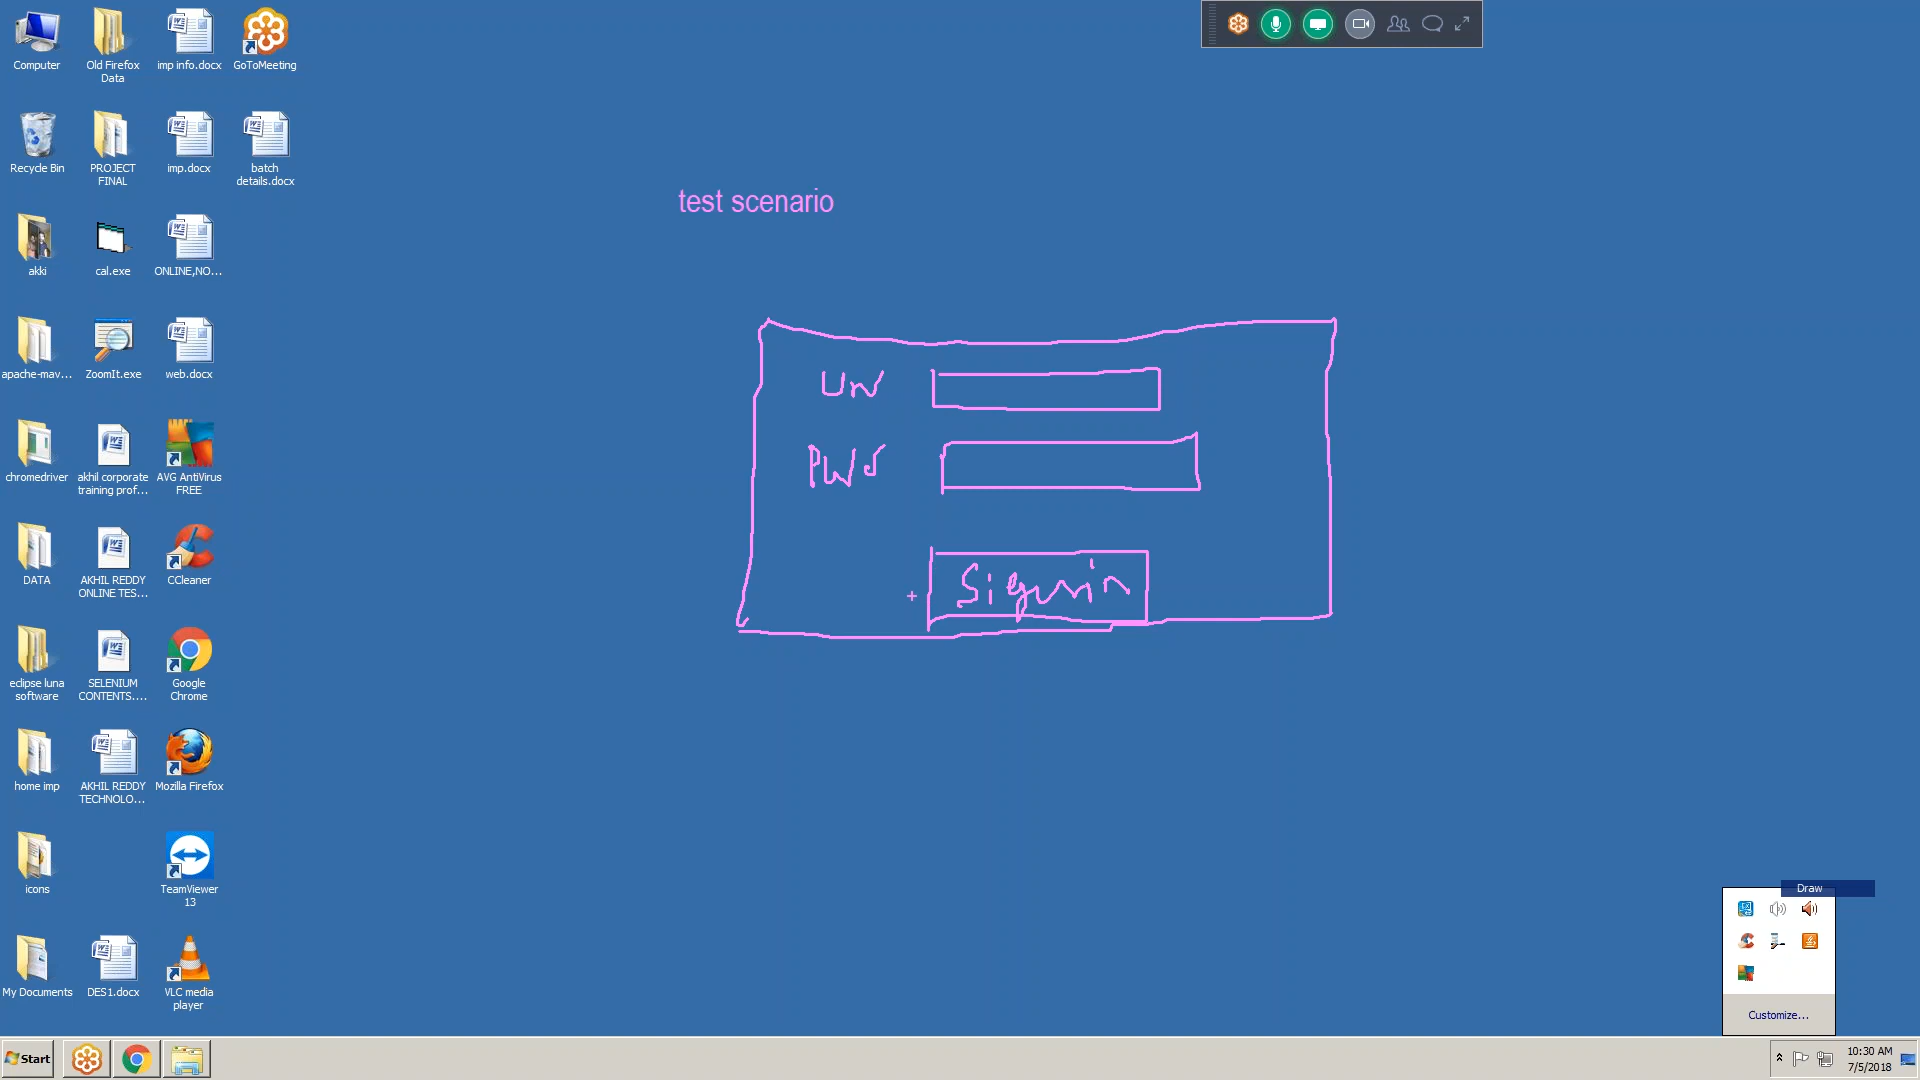 Computer
Old Firefox
Data
imp info.docx
GoToMeeting
Recycle Bin
PROJECT
FINAL
imp.docx
batch
details.docx
test scenario
akki
cal.exe
ONLINE,NO...
apache-mav...
ZoomIt.exe
web.docx
UN
PWd
chromedriver
akhil corporate
training prof...
AVG AntiVirus
FREE
DATA
AKHIL REDDY
ONLINE TES...
CCleaner
eclipse luna
software
SELENIUM
CONTENTS....
Google
Chrome
home imp
AKHIL REDDY
TECHNOLO...
Mozilla Firefox
icons
TeamViewer
13
Draw
My Documents
DES1.docx
VLC media
player
Customize...
Start
10:30 AM
7/5/2018